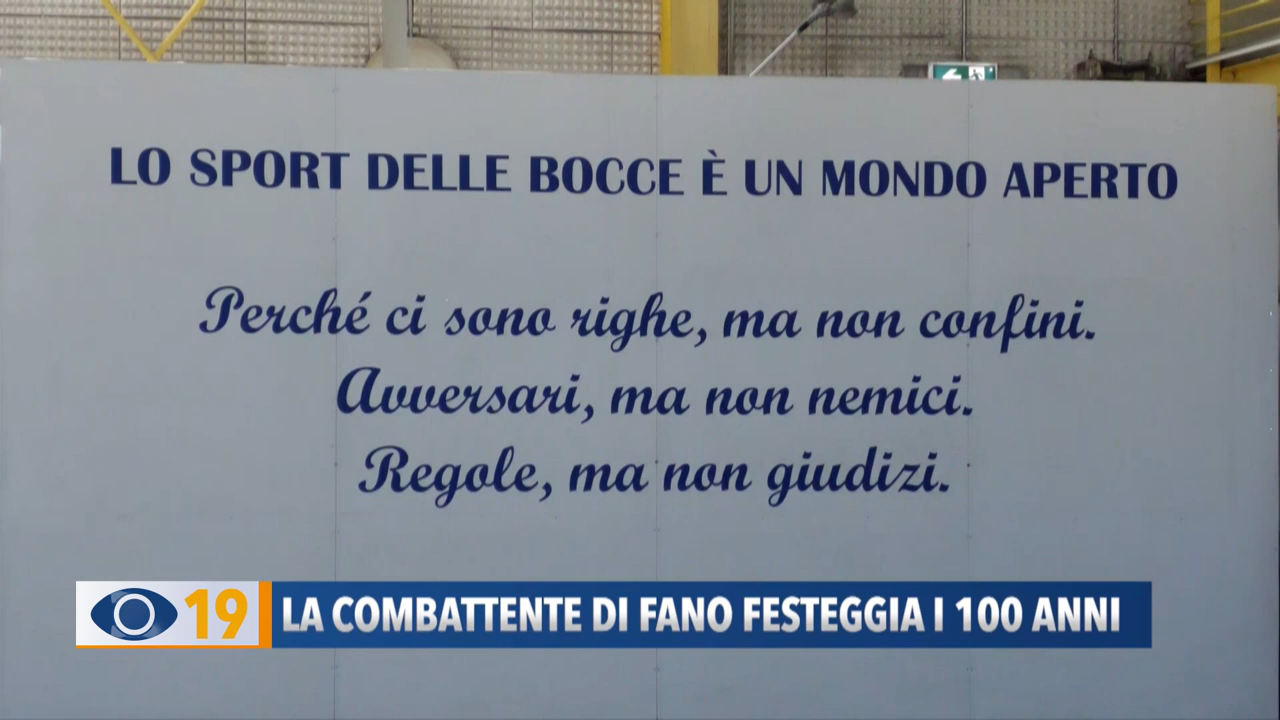 LO SPORT DELLE BOCCE È UN MONDO APERTO
Perché ci sono righe, ma non confini.
Avversari, ma non nemici.
Regole, ma non giudizi.
19 LA COMBATTENTE DI FANO FESTEGGIA I 100 ANNI